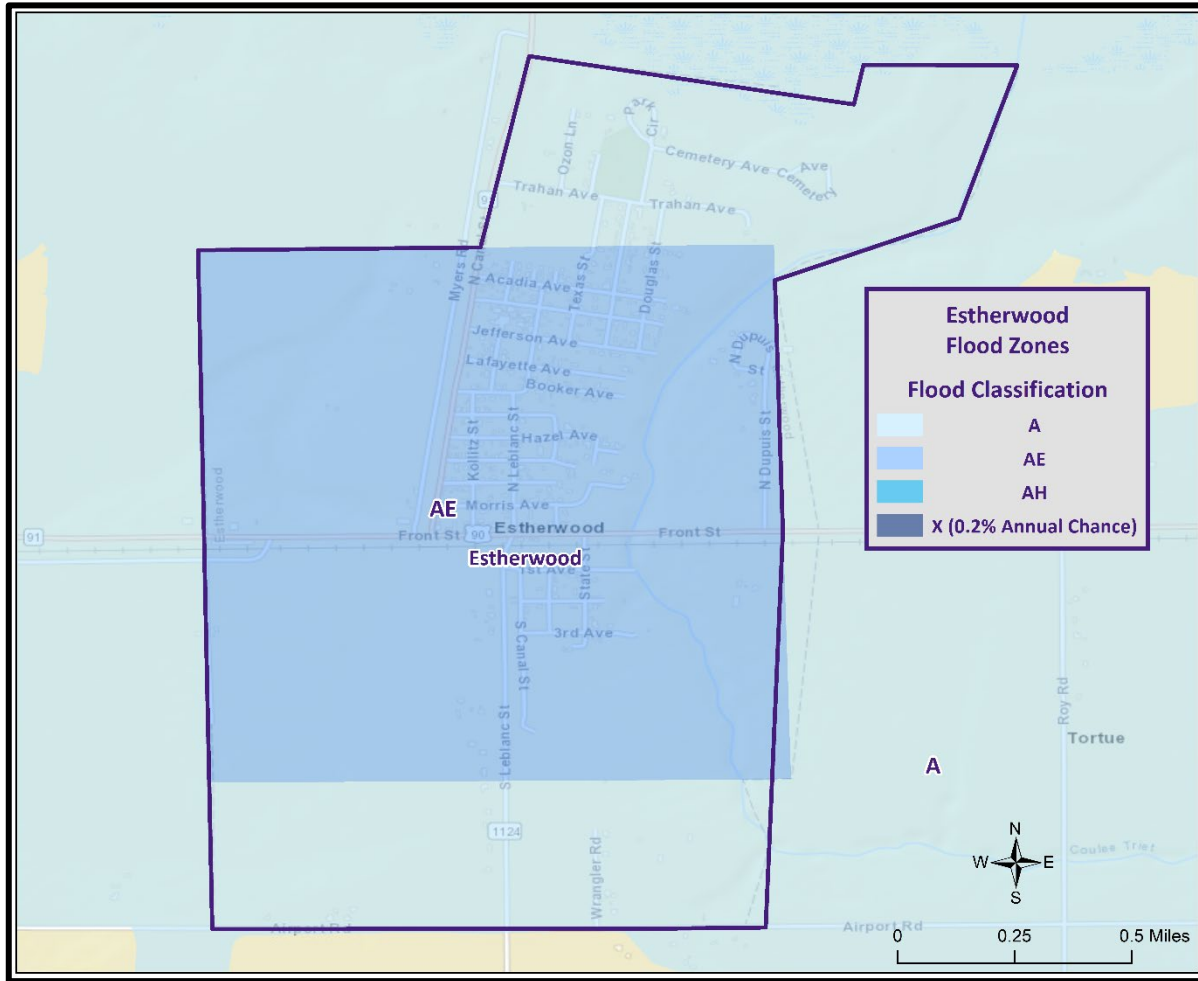 Park
Cir
Ozon Ln
Cemetery Ave
Cemetery
Ave
Trahan Ave
Trahan Ave
N Canal St
Myers Rd
Acadia Ave
Texas St
Douglas St
Jefferson Ave
Lafayette Ave
Booker Ave
N Dupuis
St
Kollitz St
N Leblanc St
Hazel Ave
N Dupuis St
Estherwood
AE
Morris Ave
91
Front St
90
Estherwood
Front St
Estherwood
1st Ave
State St
3rd Ave
S Canal St
S Leblanc St
Roy Rd
Tortue
A
1124
Wrangler Rd
Coulee Trief
Airport Rd
Airport Rd
Estherwood
Flood Zones
Flood Classification
A
AE
AH
X (0.2% Annual Chance)
N
W
E
S
0
0.25
0.5 Miles